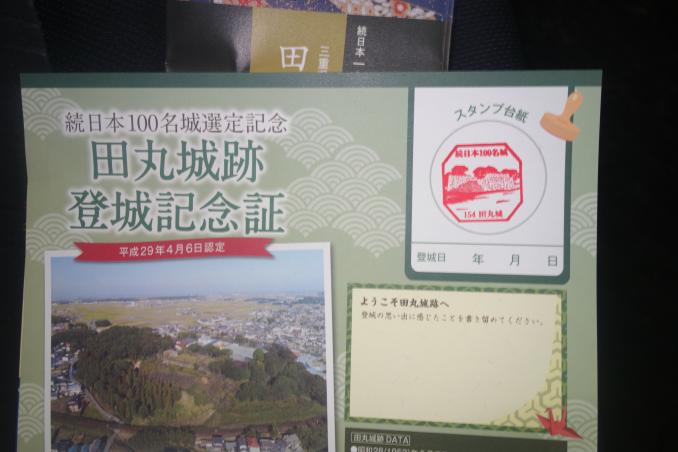 続日本一
三重
田
続日本100名城選定記念
田丸城跡
登城記念証
平成29年4月6日認定
スタンプ台紙
続日本100名城
154 田丸城
登城日 年 月 日
ようこそ田丸城跡へ
登城の思い出に感じたことを書き留めてください。
田丸城跡DATA